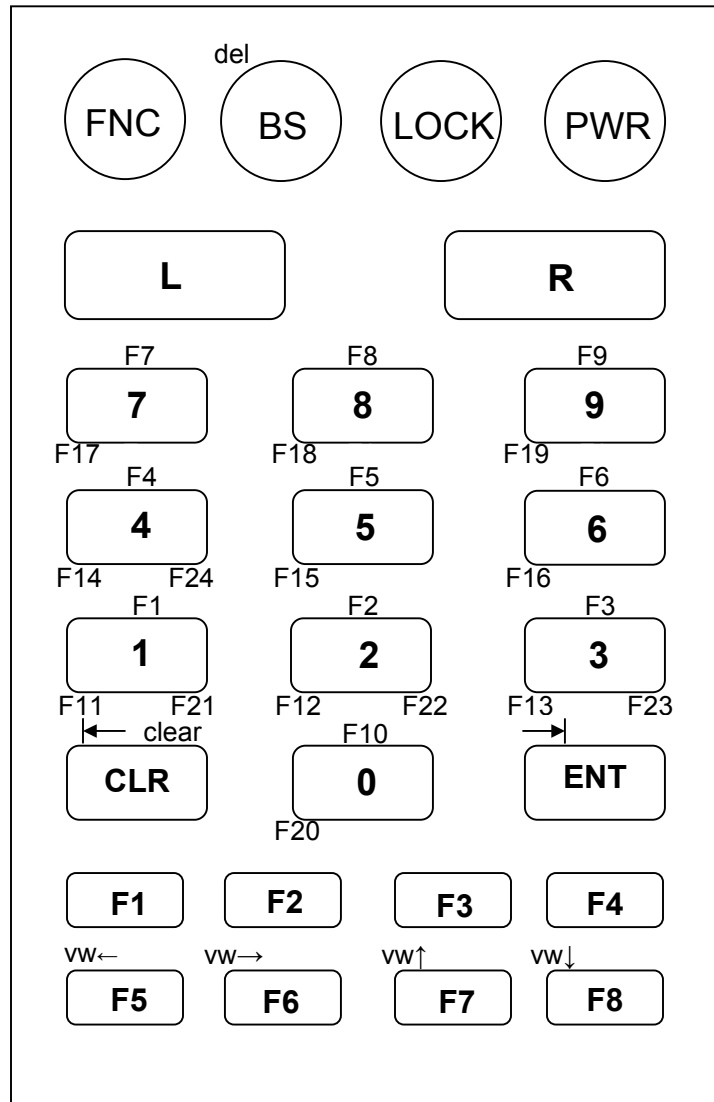 del
FNC BS LOCK PWR
L R
F7 F8 F9
7 8 9
F17 F18 F19
F4 F5 F6
4 5 6
F14 F24 F15 F16
F1 F2 F3
1 2 3
F11 F21 F12 F22 F13 F23
|← clear F10 →|
CLR 0 ENT
F20
F1 F2 F3 F4
vw← vw→ vw↑ vw↓
F5 F6 F7 F8